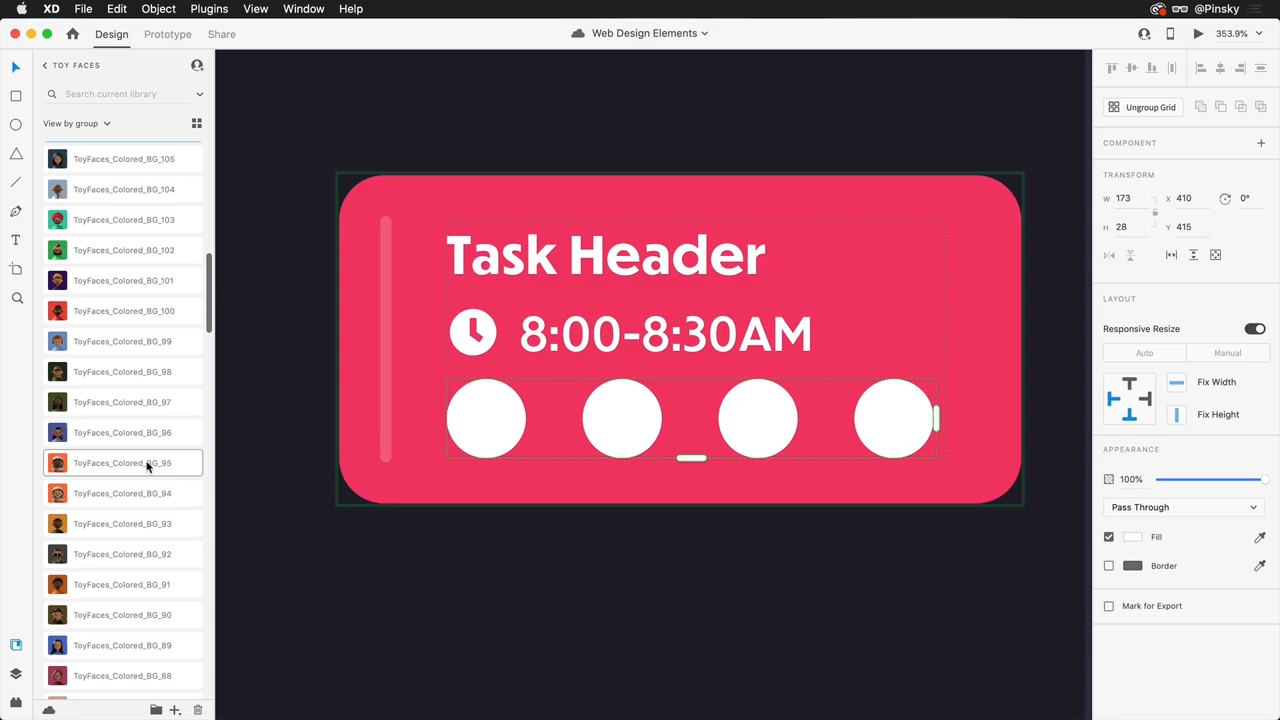 XD File Edit Object Plugins View Window Help @Pinsky
Design Prototype Share Web Design Elements 353.9%
TOY FACES
Search current library
View by group
ToyFaces_Colored_BG_105
ToyFaces_Colored_BG_104
ToyFaces_Colored_BG_103
ToyFaces_Colored_BG_102
ToyFaces_Colored_BG_101
ToyFaces_Colored_BG_100
ToyFaces_Colored_BG_99
ToyFaces_Colored_BG_98
ToyFaces_Colored_BG_97
ToyFaces_Colored_BG_96
ToyFaces_Colored_BG_95
ToyFaces_Colored_BG_94
ToyFaces_Colored_BG_93
ToyFaces_Colored_BG_92
ToyFaces_Colored_BG_91
ToyFaces_Colored_BG_90
ToyFaces_Colored_BG_89
ToyFaces_Colored_BG_88
Task Header
8:00-8:30AM
Ungroup Grid
COMPONENT
TRANSFORM
W 173 X 410 0°
H 28 Y 415
LAYOUT
Responsive Resize
Auto Manual
Fix Width
Fix Height
APPEARANCE
100%
Pass Through
Fill
Border
Mark for Export